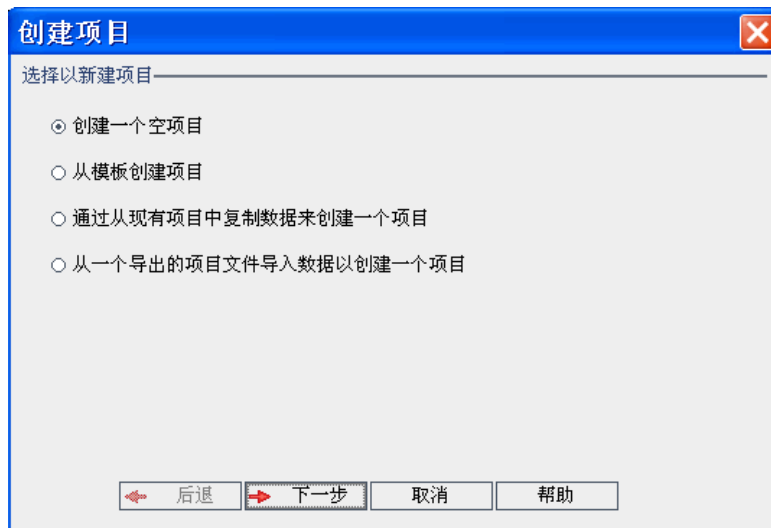 创建项目
选择以新建项目
创建一个空项目
从模板创建项目
通过从现有项目中复制数据来创建一个项目
从一个导出的项目文件导入数据以创建一个项目
后退 下一步 取消 帮助